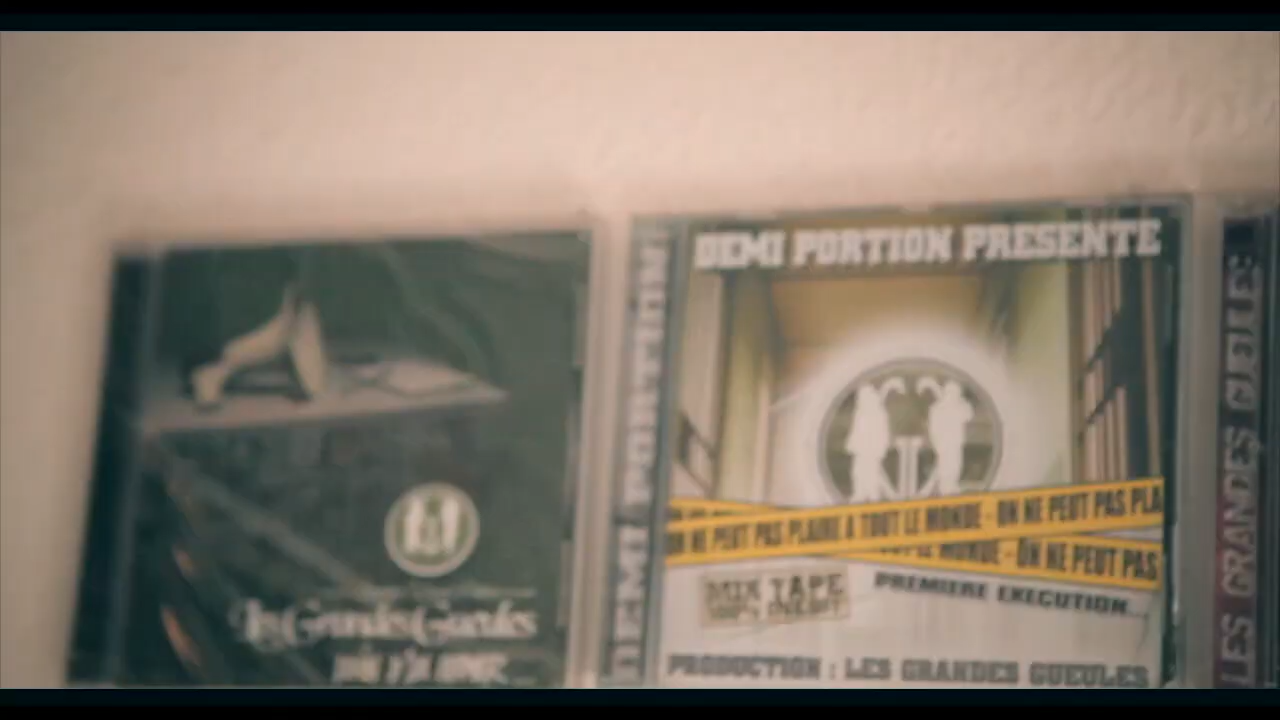 Les Grandes Gueules
DEMI PORTION
DEMI PORTION PRESENTE
ON NE PEUT PAS PLAIRE A TOUT LE MONDE - ON NE PEUT PAS PLA
LE MONDE - ON NE PEUT PAS
MIX TAPE
100% INEDIT
PREMIERE EXECUTION
PRODUCTION : LES GRANDES GUEULES
LES GRANDES GUEULES